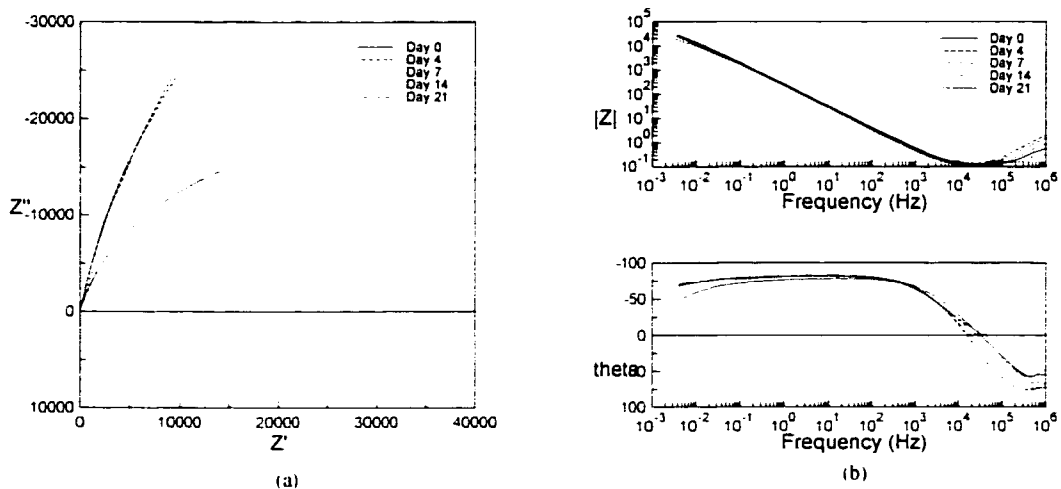 -30000
-20000
-10000
0
10000
Z''
0
10000
20000
30000
40000
Z'
Day 0
Day 4
Day 7
Day 14
Day 21
(a)
10^5
10^4
10^3
10^2
10^1
10^0
10^-1
|Z|
Day 0
Day 4
Day 7
Day 14
Day 21
10^-3 10^-2 10^-1 10^0 10^1 10^2 10^3 10^4 10^5 10^6
Frequency (Hz)
-100
-50
0
50
100
theta
10^-3 10^-2 10^-1 10^0 10^1 10^2 10^3 10^4 10^5 10^6
Frequency (Hz)
(b)